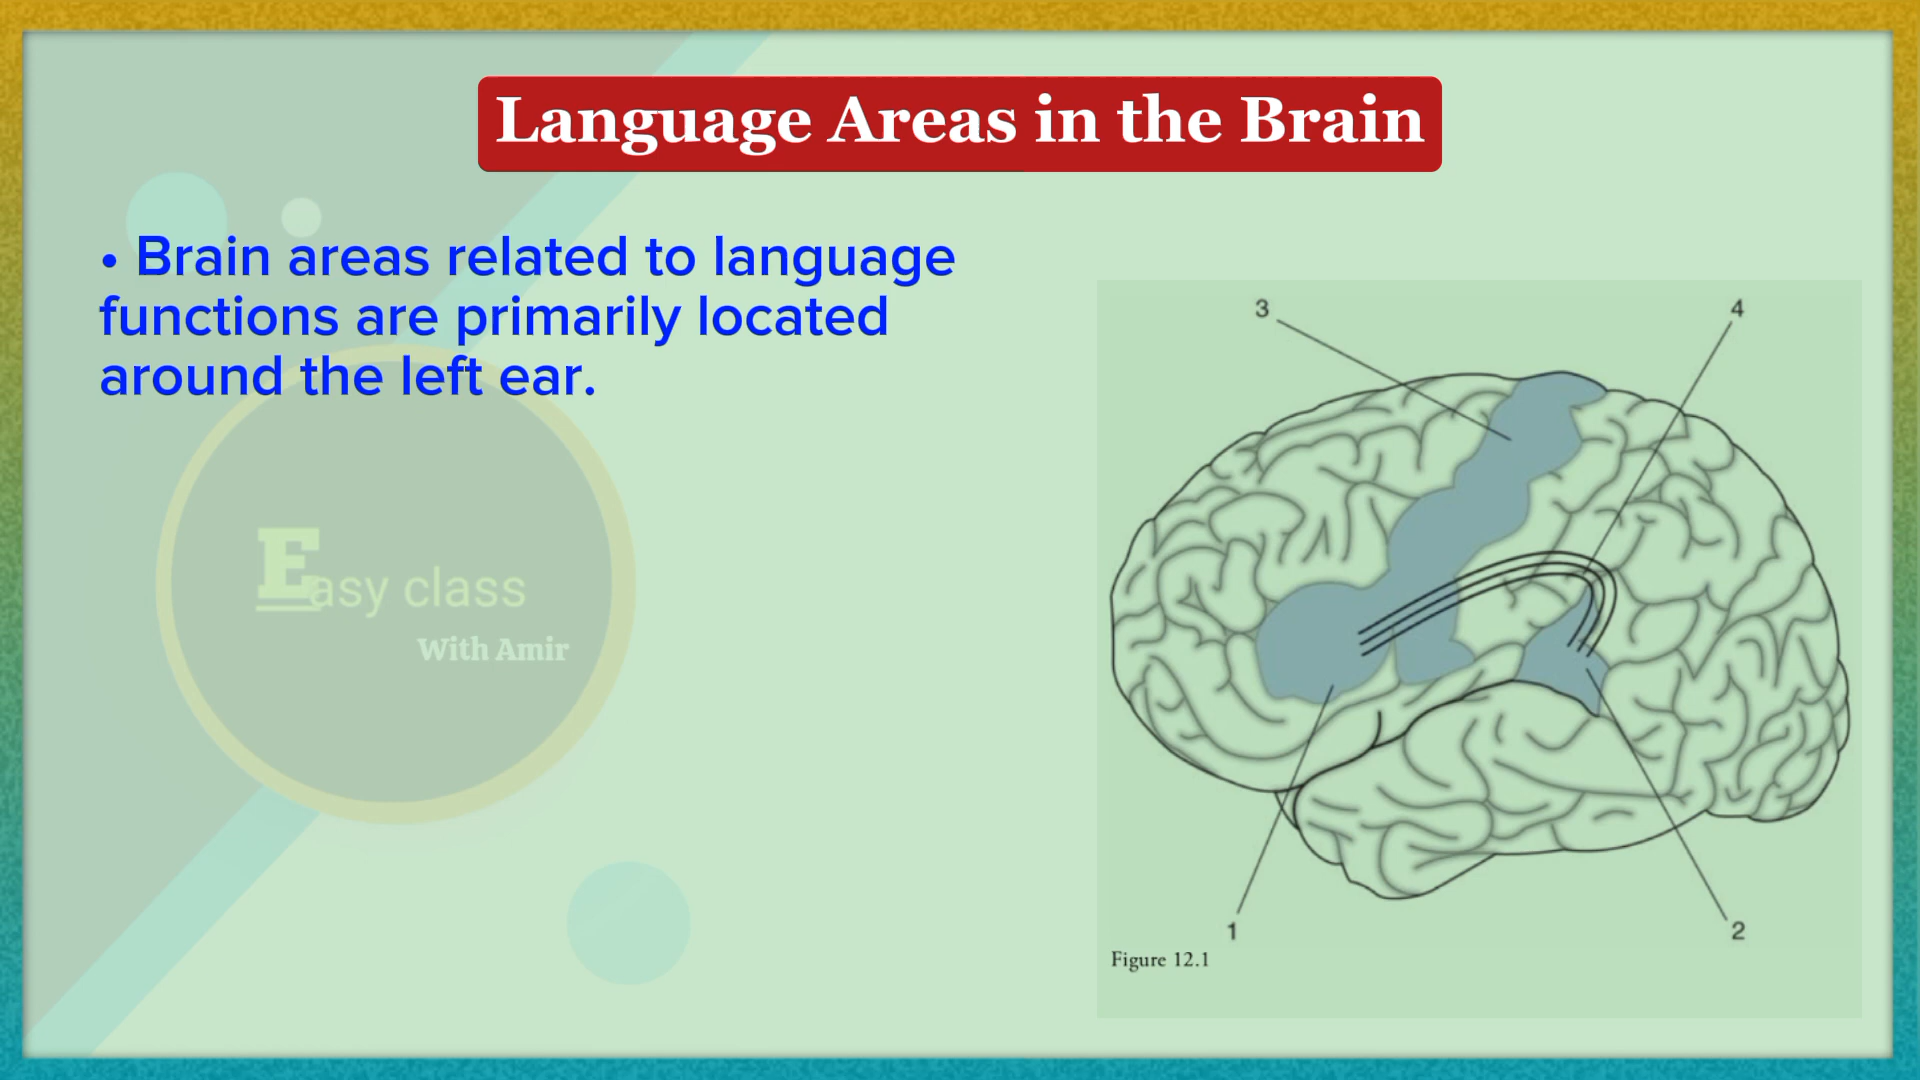 Language Areas in the Brain
• Brain areas related to language
functions are primarily located
around the left ear.
Easy class
With Amir
3
4
1
2
Figure 12.1